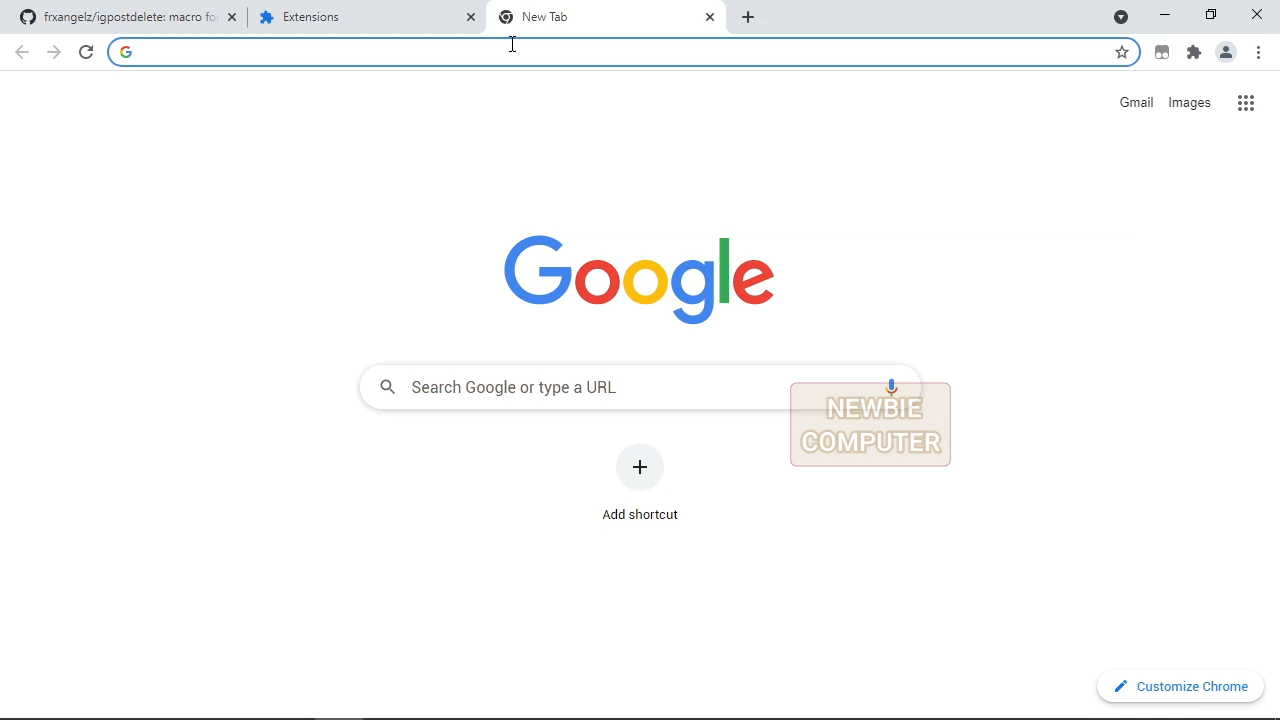 frxangelz/igpostdelete: macro fo
Extensions
New Tab
Gmail
Images
Google
Search Google or type a URL
NEWBIE
COMPUTER
Add shortcut
Customize Chrome